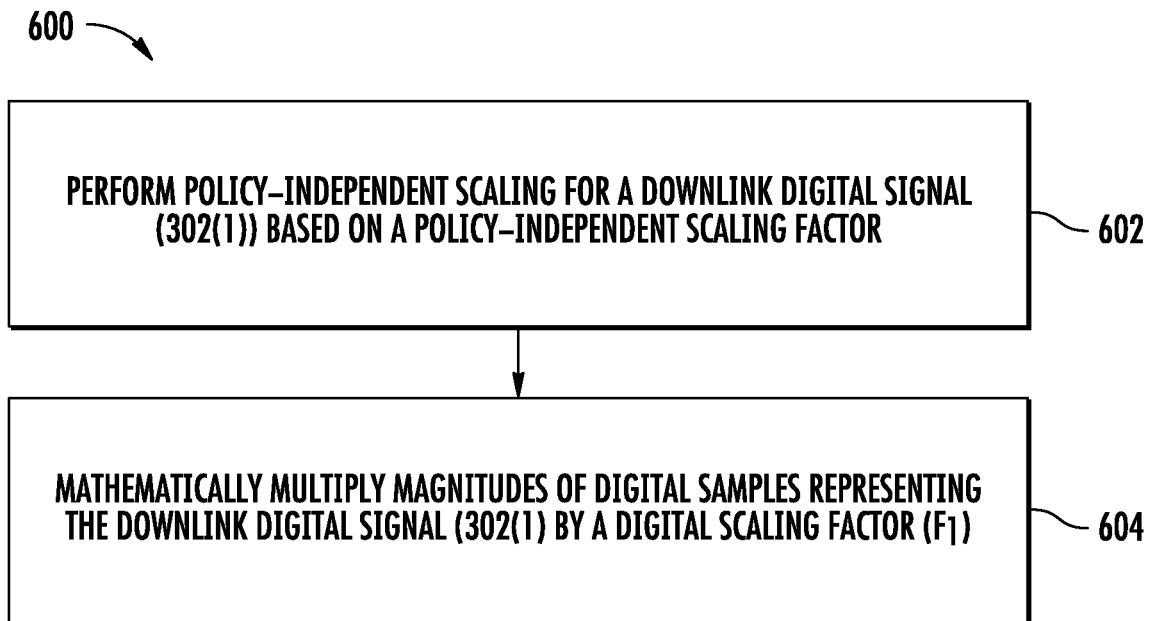 600
PERFORM POLICY–INDEPENDENT SCALING FOR A DOWNLINK DIGITAL SIGNAL
(302(1)) BASED ON A POLICY–INDEPENDENT SCALING FACTOR
602
MATHEMATICALLY MULTIPLY MAGNITUDES OF DIGITAL SAMPLES REPRESENTING
THE DOWNLINK DIGITAL SIGNAL (302(1) BY A DIGITAL SCALING FACTOR (F1)
604